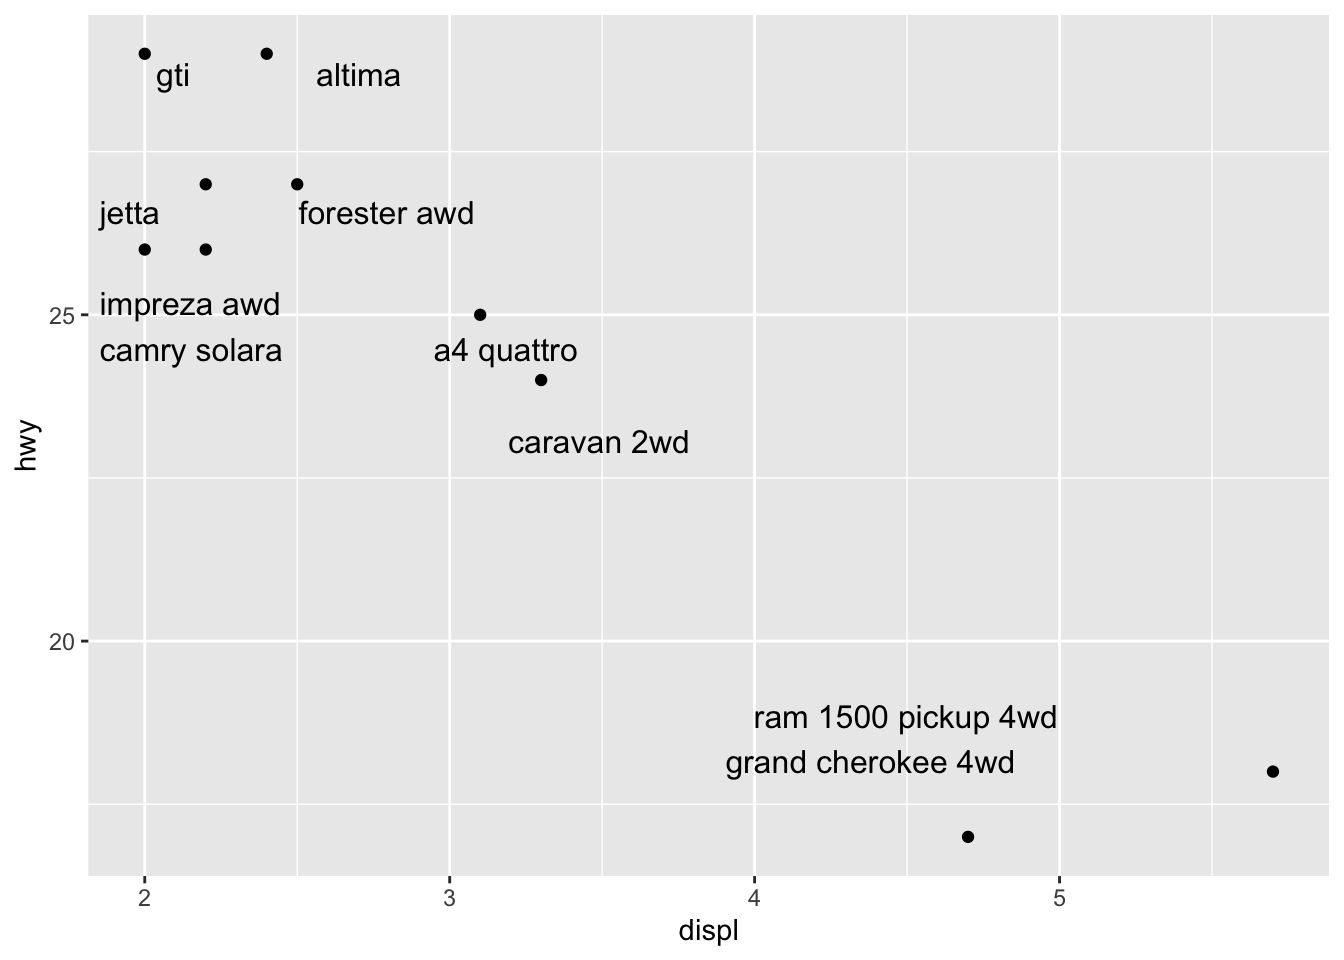 gti
altima
jetta
forester awd
impreza awd
25
camry solara
a4 quattro
caravan 2wd
hwy
20
ram 1500 pickup 4wd
grand cherokee 4wd
2
3
4
5
displ